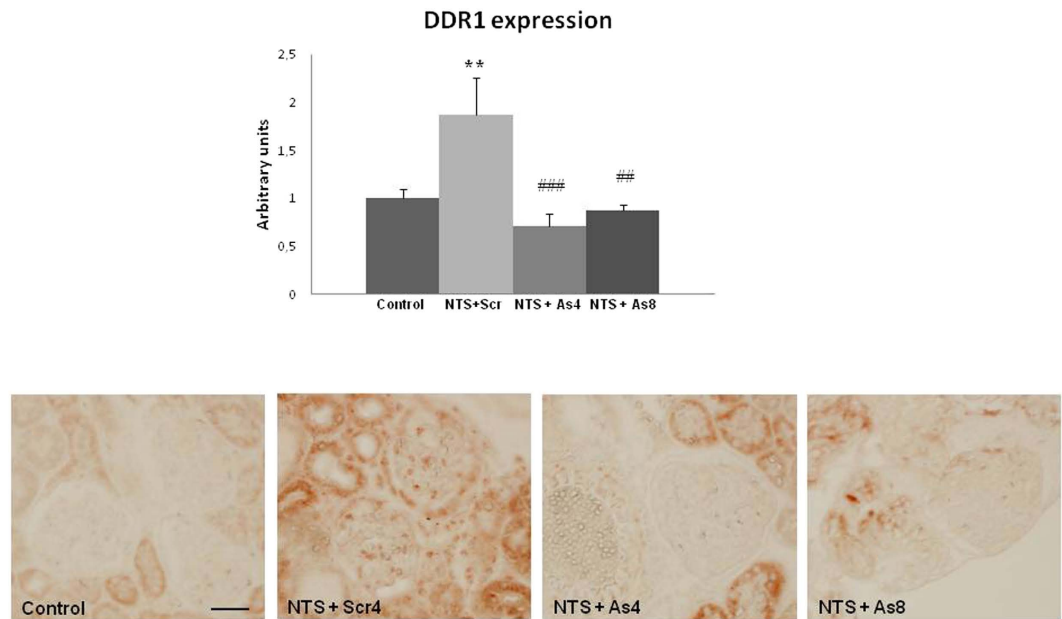 DDR1 expression
Arbitrary units
2,5
2
1,5
1
0,5
0
**
###
##
Control NTS+Scr NTS + As4 NTS + As8
Control NTS + Scr4 NTS + As4 NTS + As8